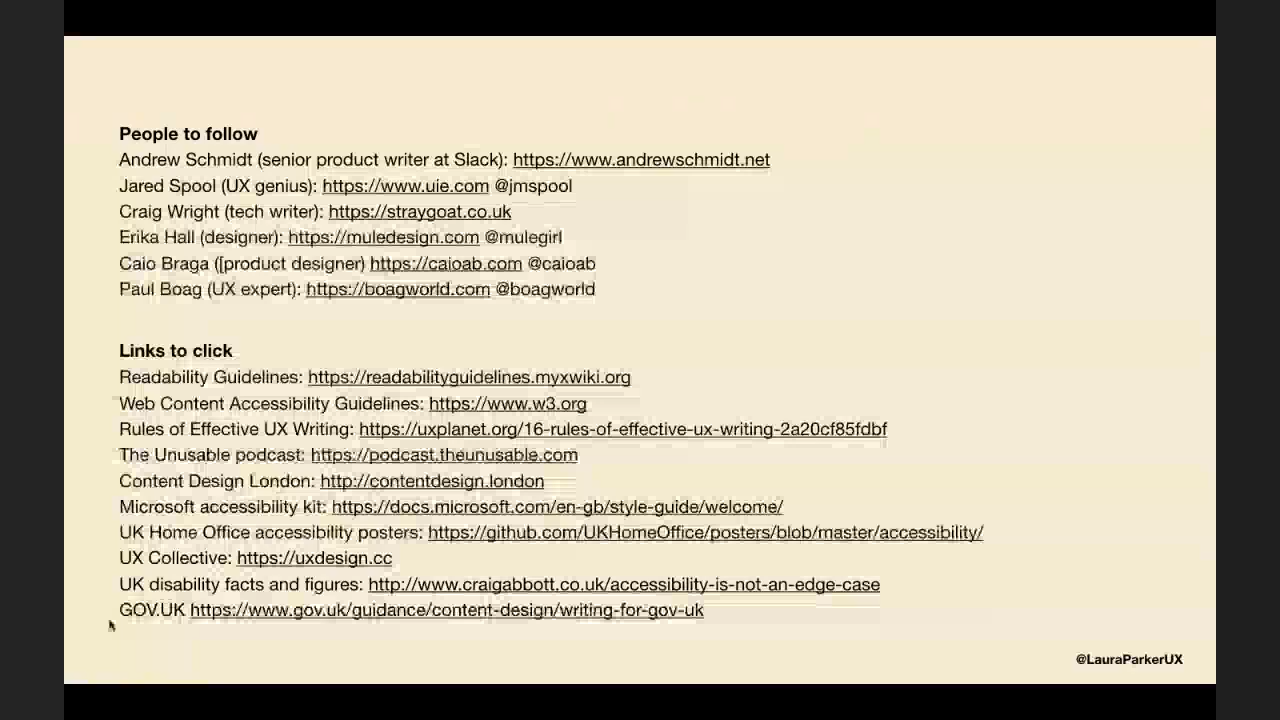 People to follow
Andrew Schmidt (senior product writer at Slack): https://www.andrewschmidt.net
Jared Spool (UX genius): https://www.uie.com @jmspool
Craig Wright (tech writer): https://straygoat.co.uk
Erika Hall (designer): https://muledesign.com @mulegirl
Caio Braga ([product designer) https://caioab.com @caioab
Paul Boag (UX expert): https://boagworld.com @boagworld
Links to click
Readability Guidelines: https://readabilityguidelines.myxwiki.org
Web Content Accessibility Guidelines: https://www.w3.org
Rules of Effective UX Writing: https://uxplanet.org/16-rules-of-effective-ux-writing-2a20cf85fdbf
The Unusable podcast: https://podcast.theunusable.com
Content Design London: http://contentdesign.london
Microsoft accessibility kit: https://docs.microsoft.com/en-gb/style-guide/welcome/
UK Home Office accessibility posters: https://github.com/UKHomeOffice/posters/blob/master/accessibility/
UX Collective: https://uxdesign.cc
UK disability facts and figures: http://www.craigabbott.co.uk/accessibility-is-not-an-edge-case
GOV.UK https://www.gov.uk/guidance/content-design/writing-for-gov-uk
@LauraParkerUX